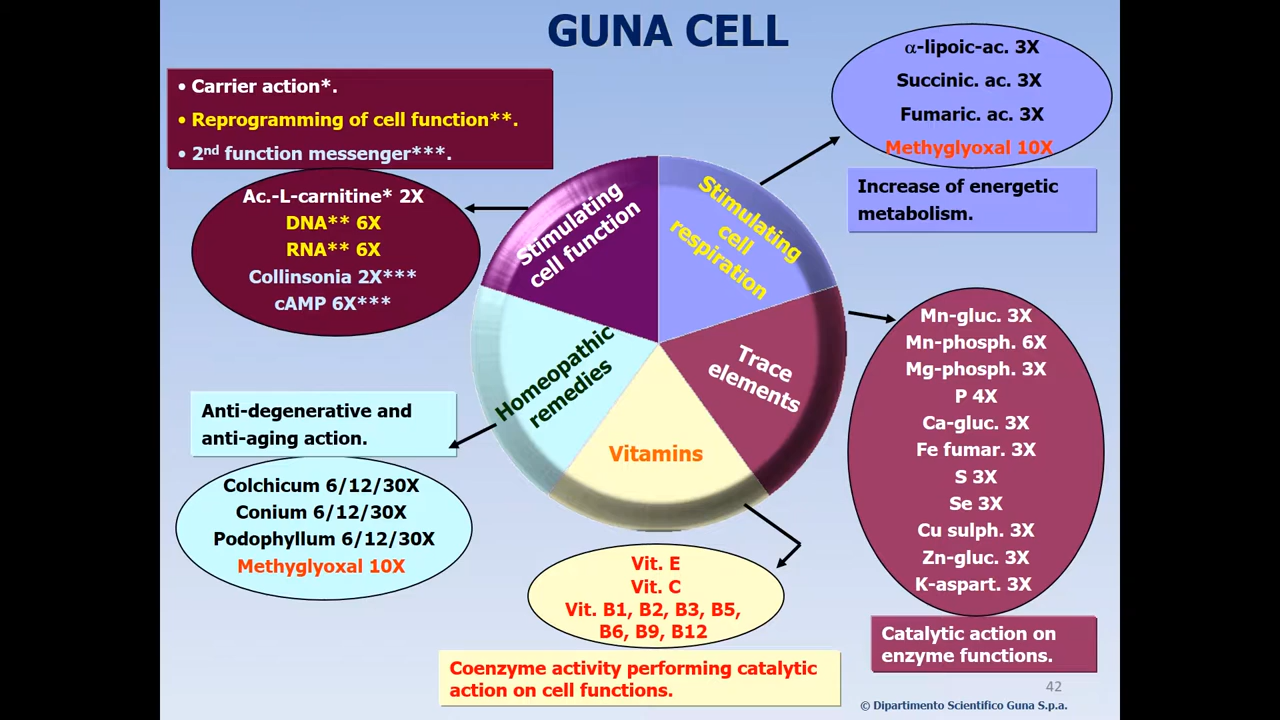 GUNA CELL
• Carrier action*.
• Reprogramming of cell function**.
• 2nd function messenger***.
Ac.-L-carnitine* 2X
DNA** 6X
RNA** 6X
Collinsonia 2X***
cAMP 6X***
α-lipoic-ac. 3X
Succinic. ac. 3X
Fumaric. ac. 3X
Methyglyoxal 10X
Increase of energetic
metabolism.
Stimulating
cell function
Stimulating
cell
respiration
Trace
elements
Vitamins
Homeopathic
remedies
Mn-gluc. 3X
Mn-phosph. 6X
Mg-phosph. 3X
P 4X
Ca-gluc. 3X
Fe fumar. 3X
S 3X
Se 3X
Cu sulph. 3X
Zn-gluc. 3X
K-aspart. 3X
Catalytic action on
enzyme functions.
Anti-degenerative and
anti-aging action.
Colchicum 6/12/30X
Conium 6/12/30X
Podophyllum 6/12/30X
Methyglyoxal 10X
Vit. E
Vit. C
Vit. B1, B2, B3, B5,
B6, B9, B12
Coenzyme activity performing catalytic
action on cell functions.
42
© Dipartimento Scientifico Guna S.p.a.